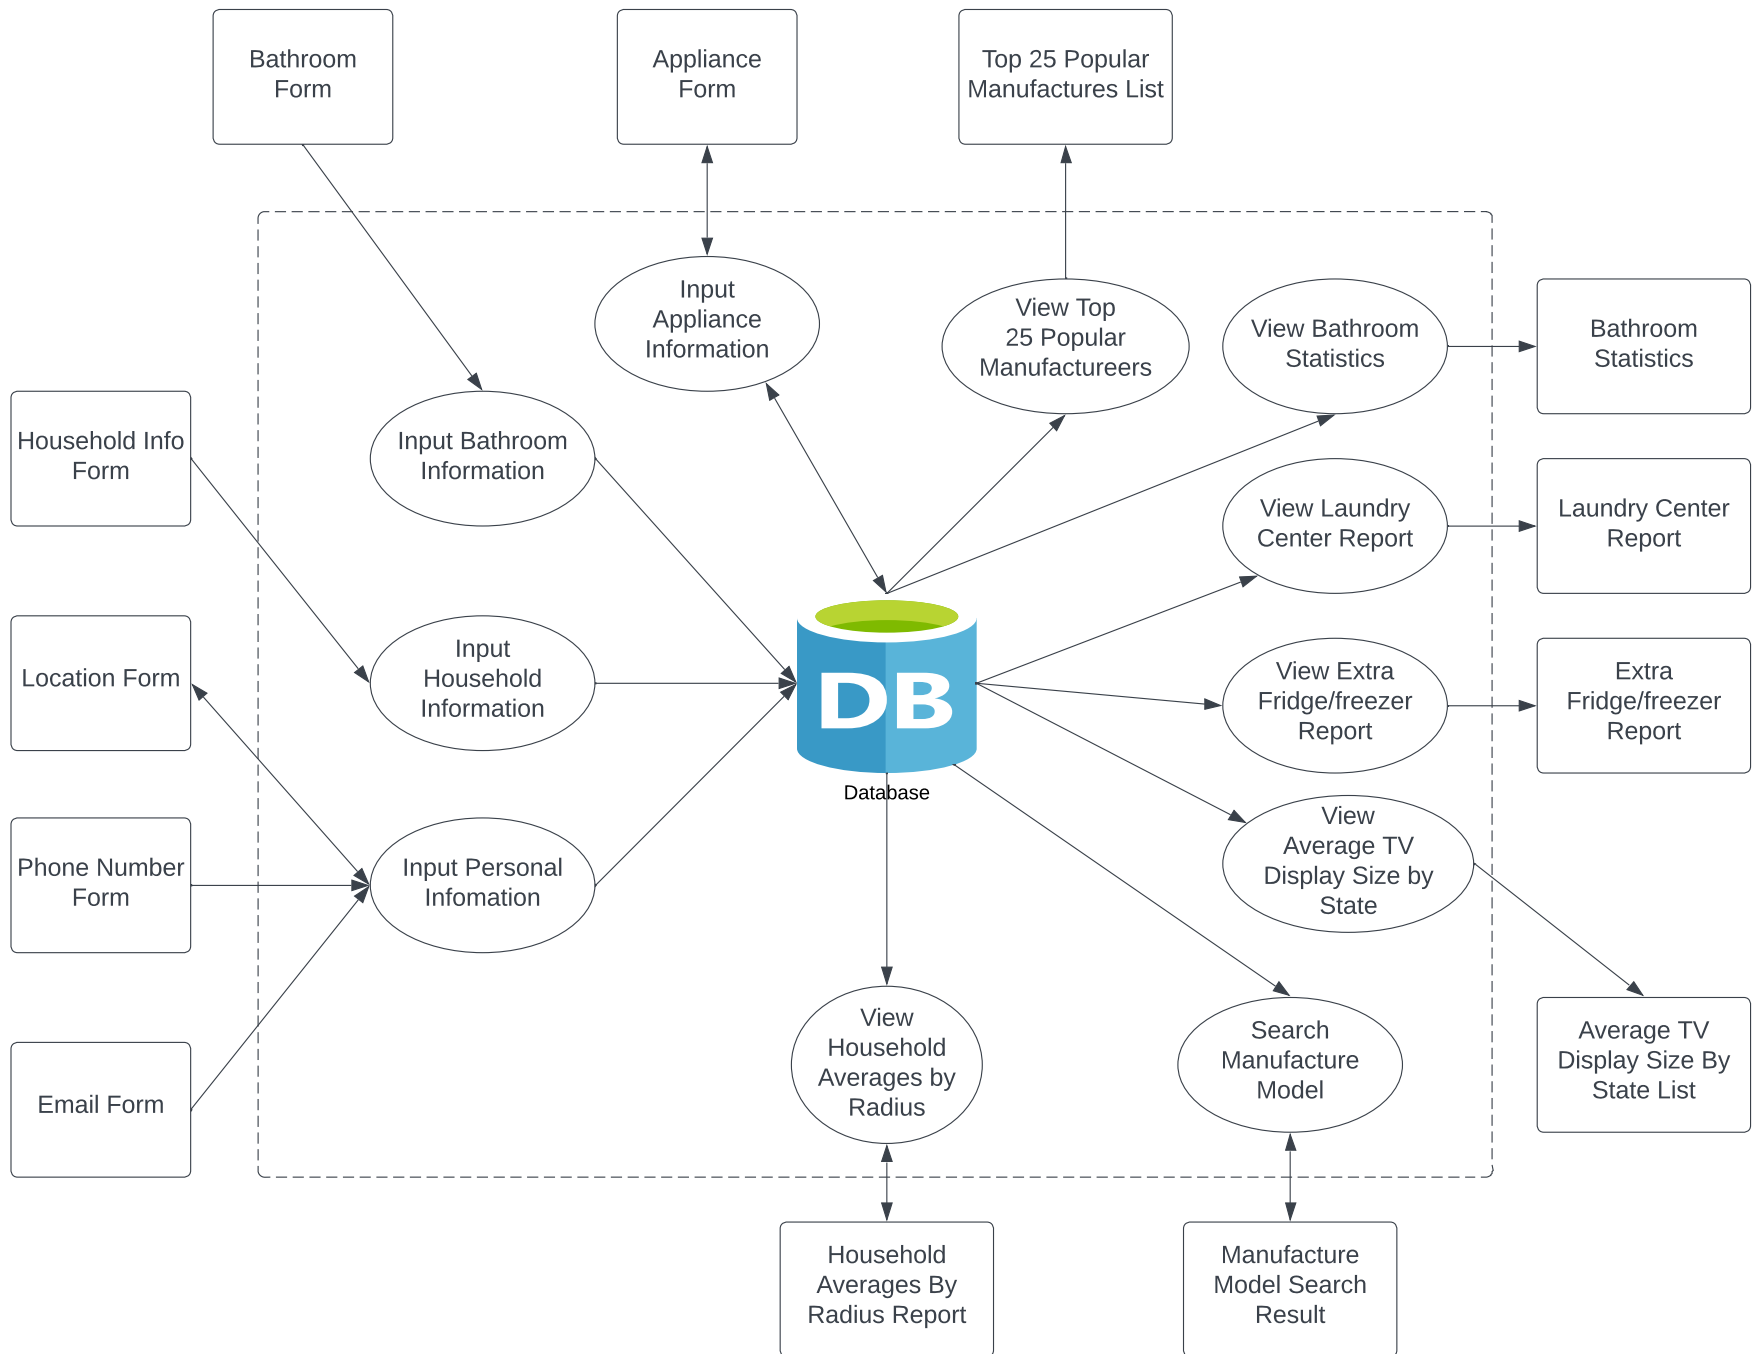 Bathroom
Form
Appliance
Form
Top 25 Popular
Manufactures List
Input
Appliance
Information
View Top
25 Popular
Manufactureers
View Bathroom
Statistics
Bathroom
Statistics
Household Info
Form
Input Bathroom
Information
View Laundry
Center Report
Laundry Center
Report
Location Form
Input
Household
Information
DB
Database
View Extra
Fridge/freezer
Report
Extra
Fridge/freezer
Report
Phone Number
Form
Input Personal
Infomation
View
Average TV
Display Size by
State
Email Form
View
Household
Averages by
Radius
Search
Manufacture
Model
Average TV
Display Size By
State List
Household
Averages By
Radius Report
Manufacture
Model Search
Result